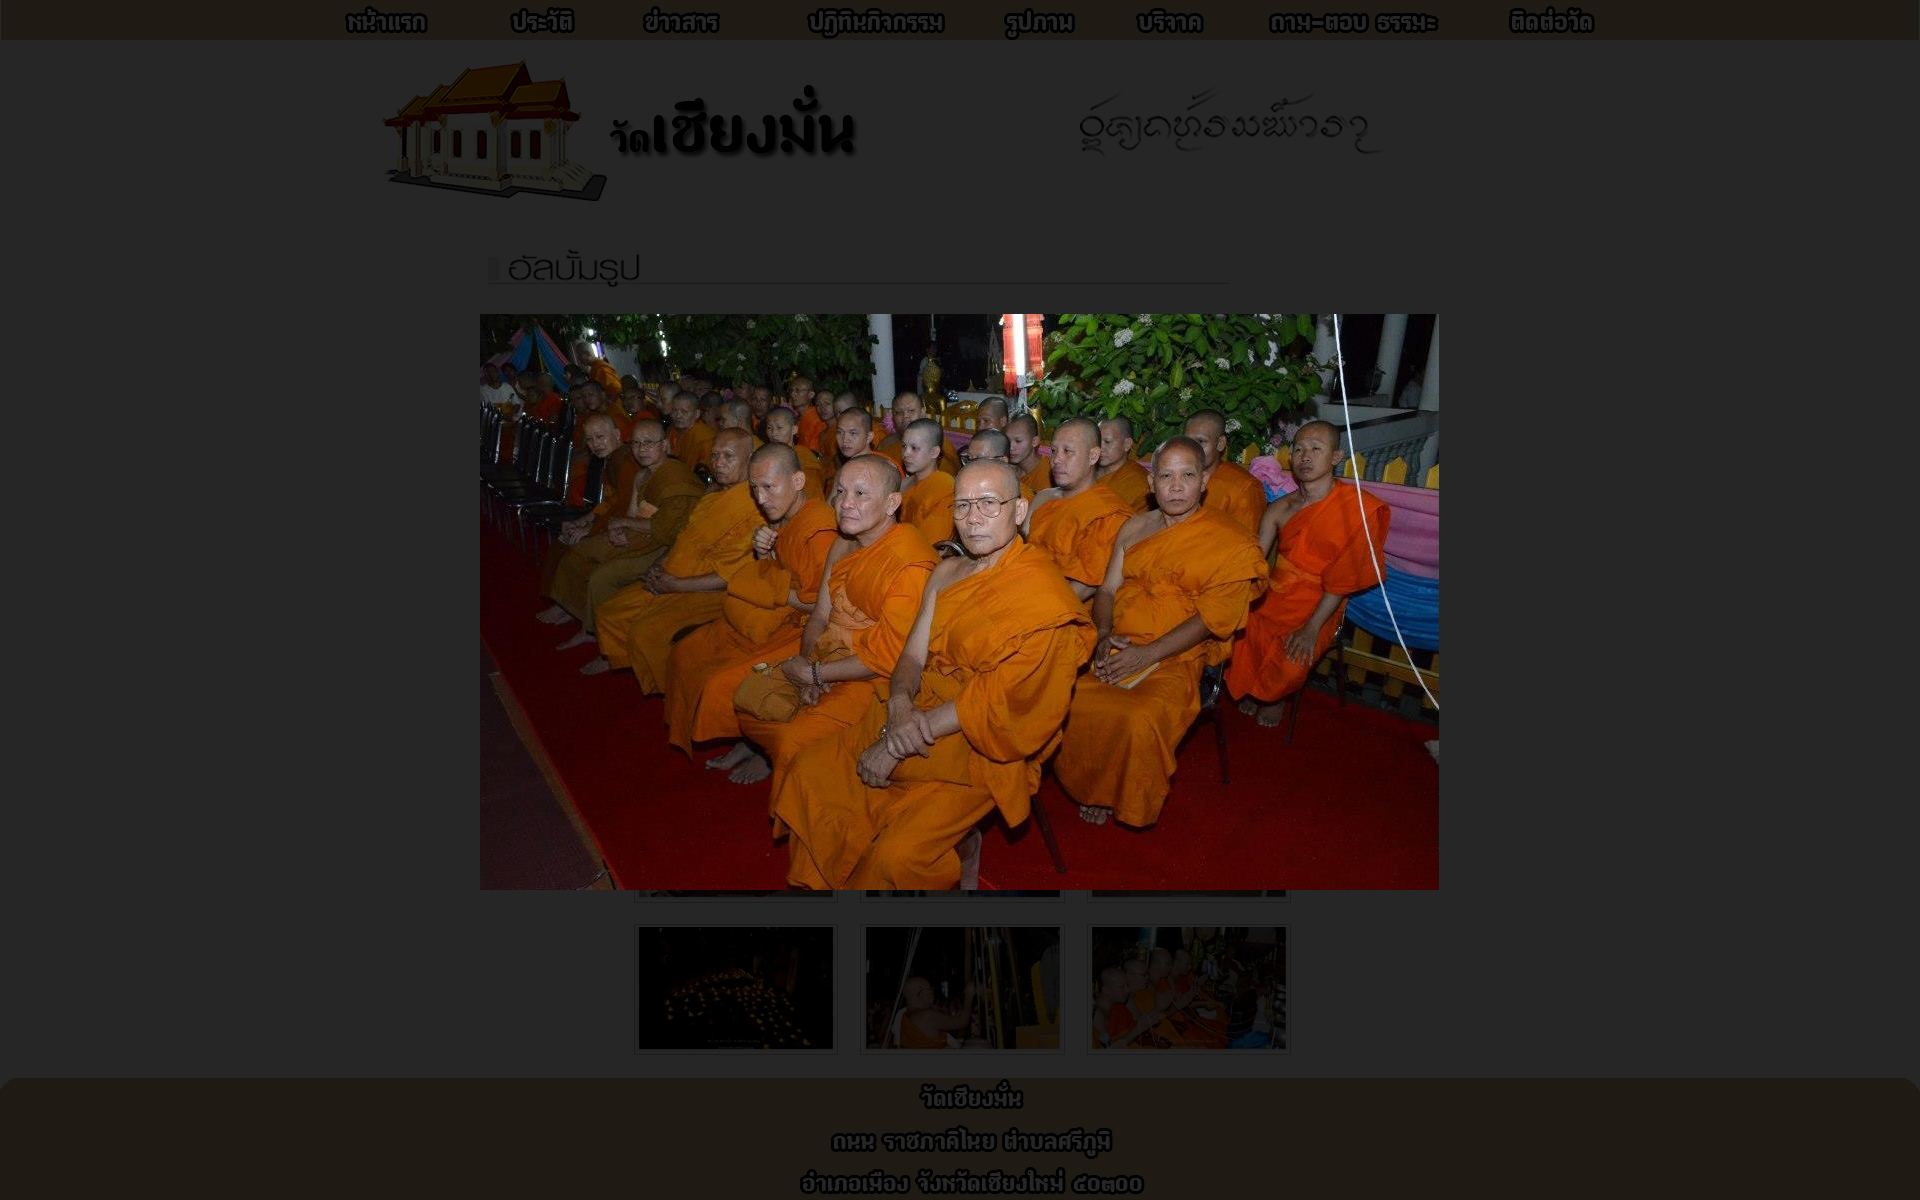 หน้าแรก ประวัติ ข่าวสาร ปฏิทินกิจกรรม รูปภาพ บริจาค ถาม-ตอบ ธรรมะ ติดต่อวัด
วัดเชียงมั่น
อัลบั้มรูป
วัดเชียงมั่น
ถนน ราชภาคิไนย ตำบลศรีภูมิ
อำเภอเมือง จังหวัดเชียงใหม่ ๕๐๓๐๐